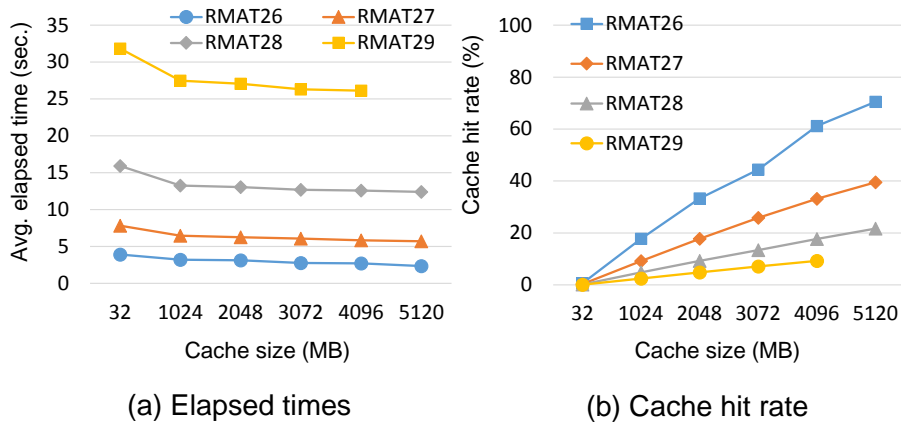 RMAT26 RMAT27
RMAT28 RMAT29
Avg. elapsed time (sec.)
35
30
25
20
15
10
5
0
32 1024 2048 3072 4096 5120
Cache size (MB)
(a) Elapsed times
RMAT26
RMAT27
RMAT28
RMAT29
Cache hit rate (%)
100
80
60
40
20
0
32 1024 2048 3072 4096 5120
Cache size (MB)
(b) Cache hit rate